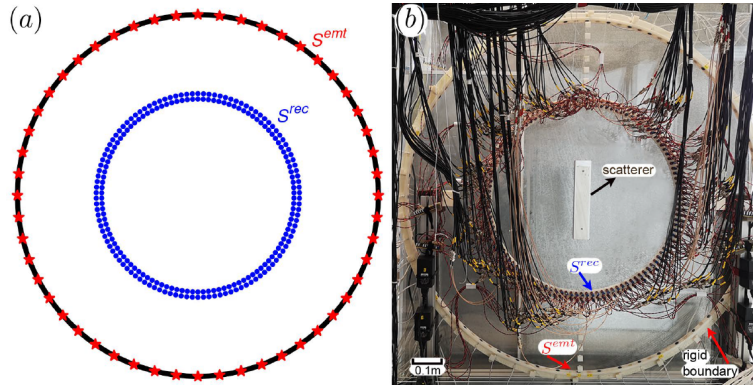 (a)
S^emt
S^rec
(b)
scatterer
S^rec
S^emt
0.1m
rigid
boundary